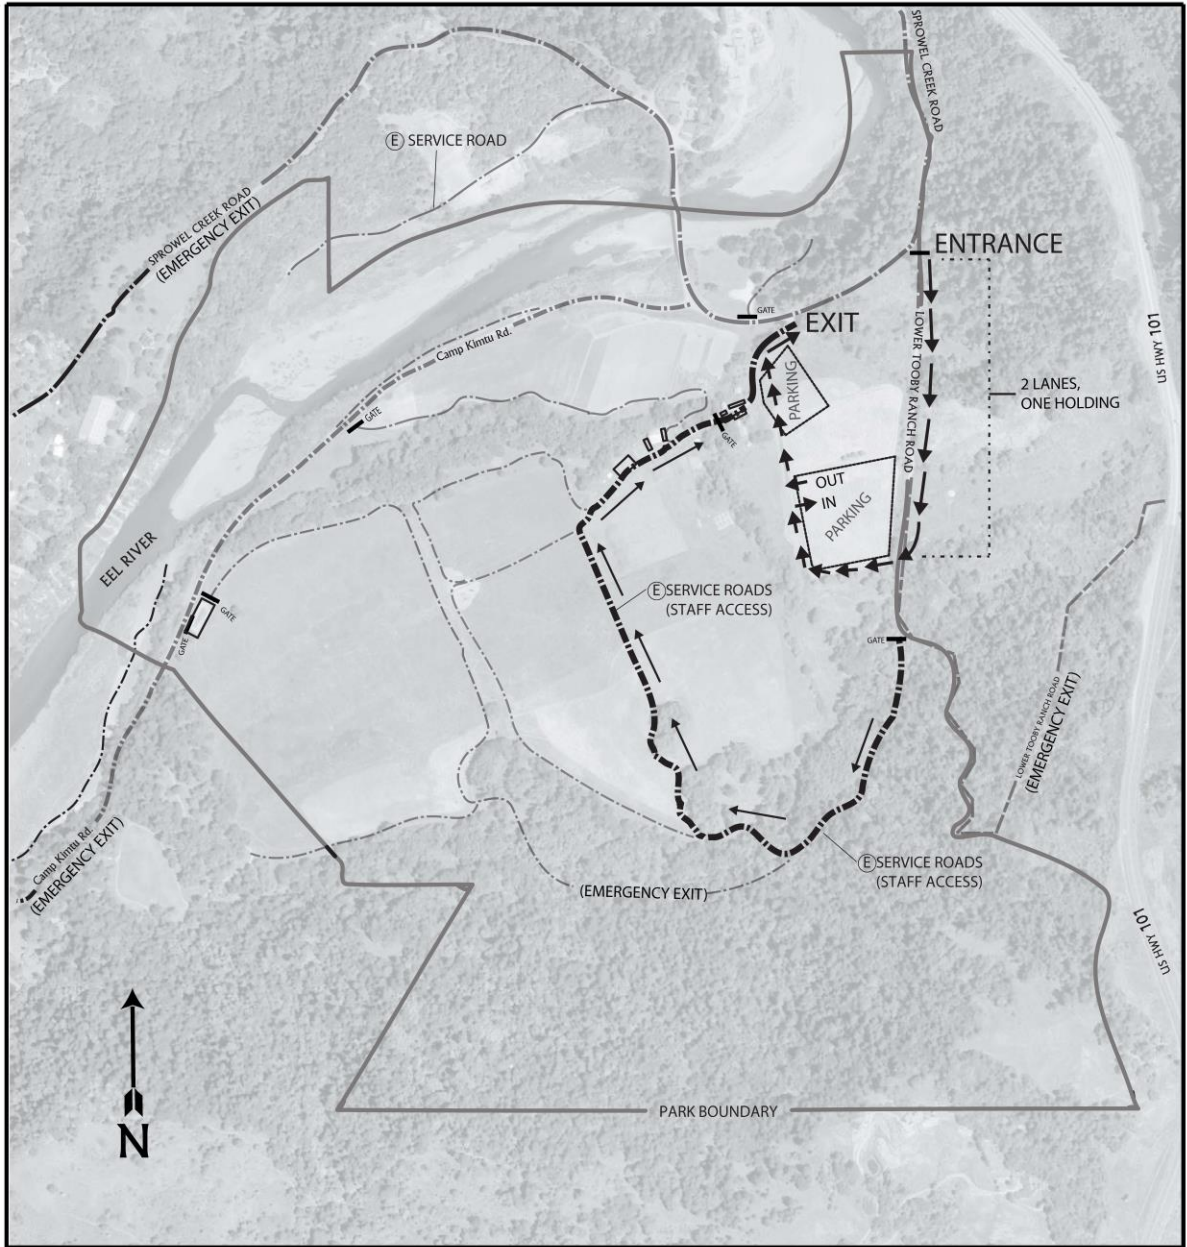 SPROWEL CREEK ROAD
Ⓔ SERVICE ROAD
SPROWEL CREEK ROAD
(EMERGENCY EXIT)
ENTRANCE
GATE
EXIT
Camp Kimtu Rd.
US HWY 101
LOWER TOOBY RANCH ROAD
2 LANES,
ONE HOLDING
PARKING
GATE
GATE
OUT
IN
PARKING
EEL RIVER
Ⓔ SERVICE ROADS
(STAFF ACCESS)
GATE
GATE
GATE
LOWER TOOBY RANCH ROAD
(EMERGENCY EXIT)
Camp Kimtu Rd.
(EMERGENCY EXIT)
Ⓔ SERVICE ROADS
(STAFF ACCESS)
(EMERGENCY EXIT)
US HWY 101
PARK BOUNDARY
N